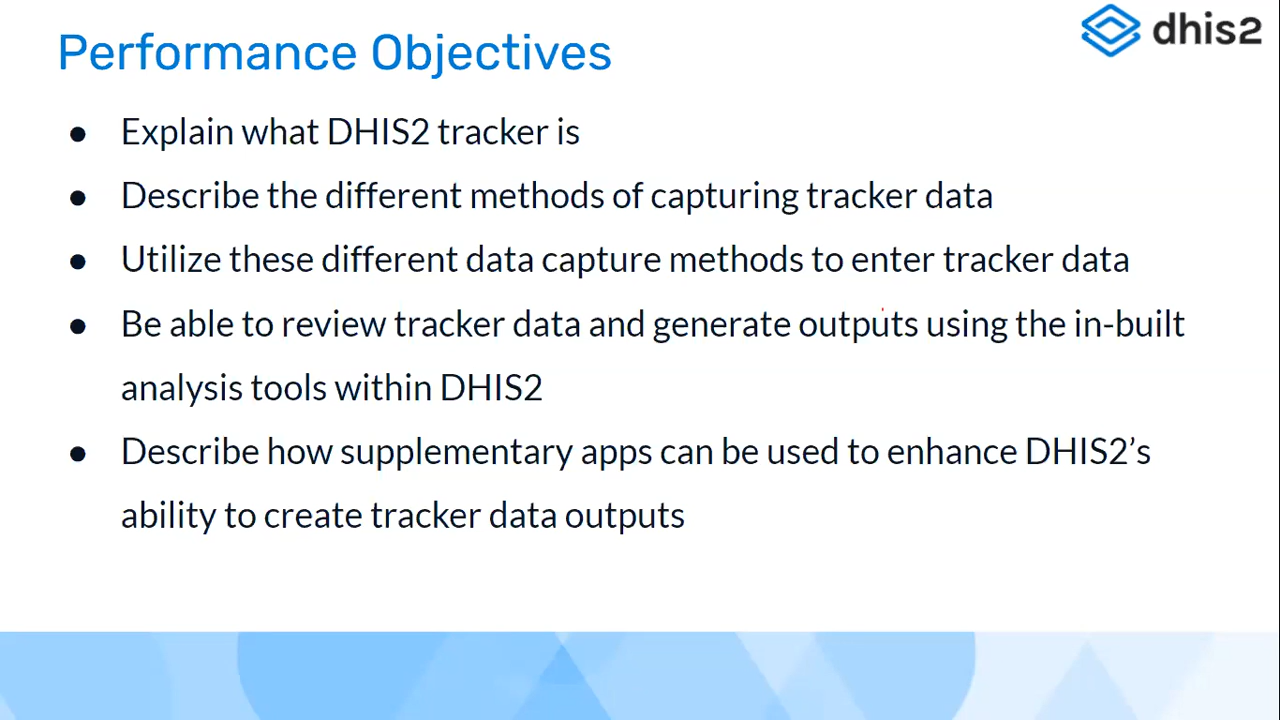 Performance Objectives
dhis2
● Explain what DHIS2 tracker is
● Describe the different methods of capturing tracker data
● Utilize these different data capture methods to enter tracker data
● Be able to review tracker data and generate outputs using the in-built
analysis tools within DHIS2
● Describe how supplementary apps can be used to enhance DHIS2’s
ability to create tracker data outputs